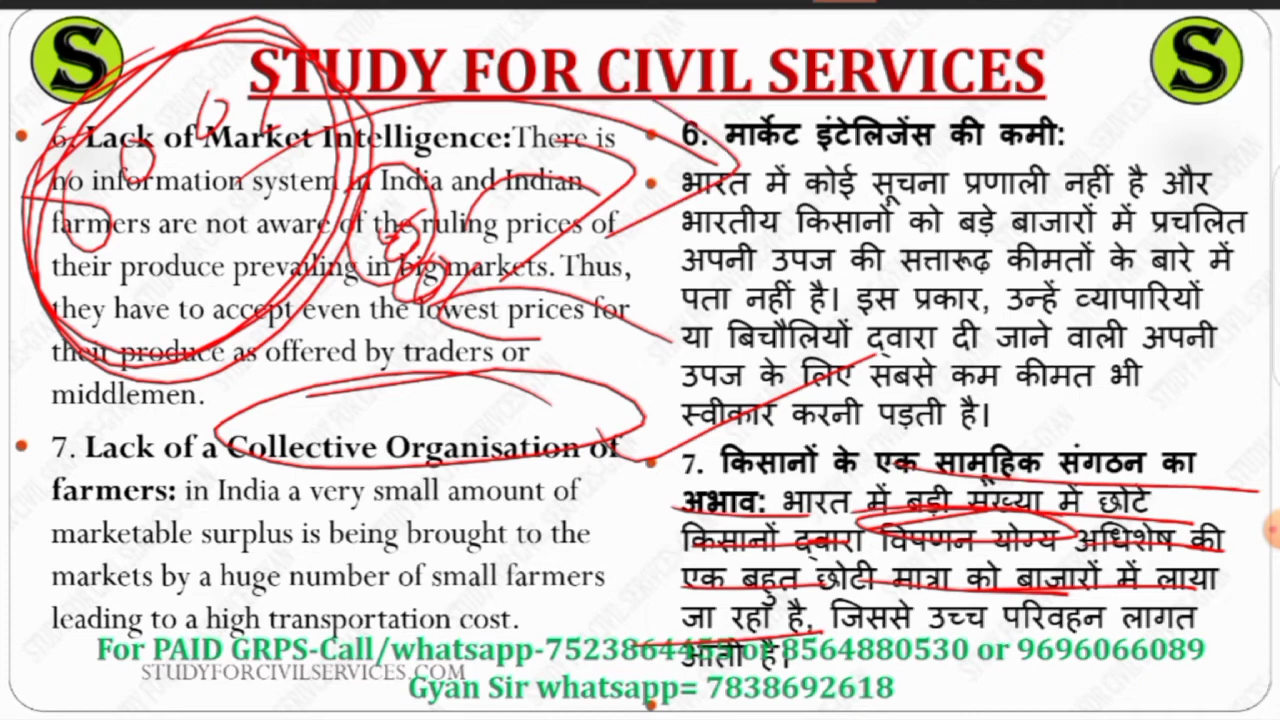 S
STUDY FOR CIVIL SERVICES
S
6. Lack of Market Intelligence:There is
no information system in India and Indian
farmers are not aware of the ruling prices of
their produce prevailing in big markets. Thus,
they have to accept even the lowest prices for
their produce as offered by traders or
middlemen.
7. Lack of a Collective Organisation of
farmers: in India a very small amount of
marketable surplus is being brought to the
markets by a huge number of small farmers
leading to a high transportation cost.
6. मार्केट इंटेलिजेंस की कमी:
भारत में कोई सूचना प्रणाली नहीं है और
भारतीय किसानों को बड़े बाजारों में प्रचलित
अपनी उपज की सत्तारूढ़ कीमतों के बारे में
पता नहीं है। इस प्रकार, उन्हें व्यापारियों
या बिचौलियों द्वारा दी जाने वाली अपनी
उपज के लिए सबसे कम कीमत भी
स्वीकार करनी पड़ती है।
7. किसानों के एक सामूहिक संगठन का
अभाव: भारत में बड़ी संख्या में छोटे
किसानों द्वारा विपणन योग्य अधिशेष की
एक बहुत छोटी मात्रा को बाजारों में लाया
जा रहा है, जिससे उच्च परिवहन लागत
आती है।
For PAID GRPS-Call/whatsapp-7523864455 or 8564880530 or 9696066089
STUDYFORCIVILSERVICES.COM
Gyan Sir whatsapp= 7838692618